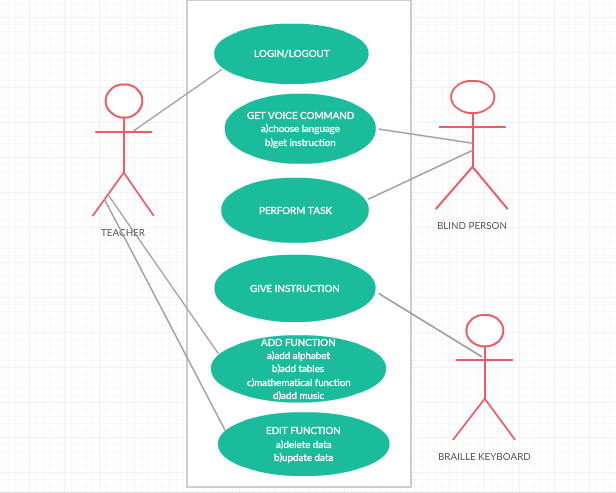 LOGIN/LOGOUT
GET VOICE COMMAND
a)choose language
b)get instruction
PERFORM TASK
BLIND PERSON
TEACHER
GIVE INSTRUCTION
ADD FUNCTION
a)add alphabet
b)add tables
c)mathematical function
d)add music
EDIT FUNCTION
a)delete data
b)update data
BRAILLE KEYBOARD